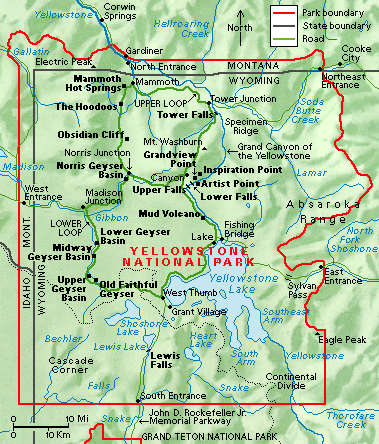 Corwin
Springs
Yellowstone
Hellroaring
Creek
North
Park boundary
State boundary
Road
Gallatin
Gardiner
Electric Peak
North Entrance
MONTANA
WYOMING
Cooke
City
Northeast
Entrance
Mammoth
Hot Springs
Mammoth
UPPER LOOP
Tower Junction
The Hoodoos
Tower Falls
Soda
Butte
Creek
Specimen
Ridge
Obsidian Cliff
Mt. Washburn
Norris Junction
Grandview
Point
Grand Canyon of
the Yellowstone
Madison
Norris Geyser
Basin
Canyon
Inspiration Point
Lamar
Upper Falls
Artist Point
Lower Falls
West
Entrance
Madison
Junction
Absaroka
Range
Gibbon
Mud Volcano
LOWER
LOOP
Lower Geyser
Basin
Lake
Fishing
Bridge
North
Fork
Shoshone
MONT.
IDAHO
WYOMING
Midway
Geyser Basin
YELLOWSTONE
NATIONAL PARK
Upper
Geyser
Basin
Old Faithful
Geyser
West Thumb
Yellowstone
Lake
East
Entrance
Sylvan
Pass
Grant Village
Shoshone
Lake
Southeast
Arm
Bechler
Lewis Lake
Heart
Lake
South
Arm
Eagle Peak
Yellowstone
Cascade
Corner
Lewis
Falls
Falls
Snake
Continental
Divide
South Entrance
Thorofare
Creek
0 10 Mi
0 10 Km
Snake
John D. Rockefeller Jr.
Memorial Parkway
GRAND TETON NATIONAL PARK